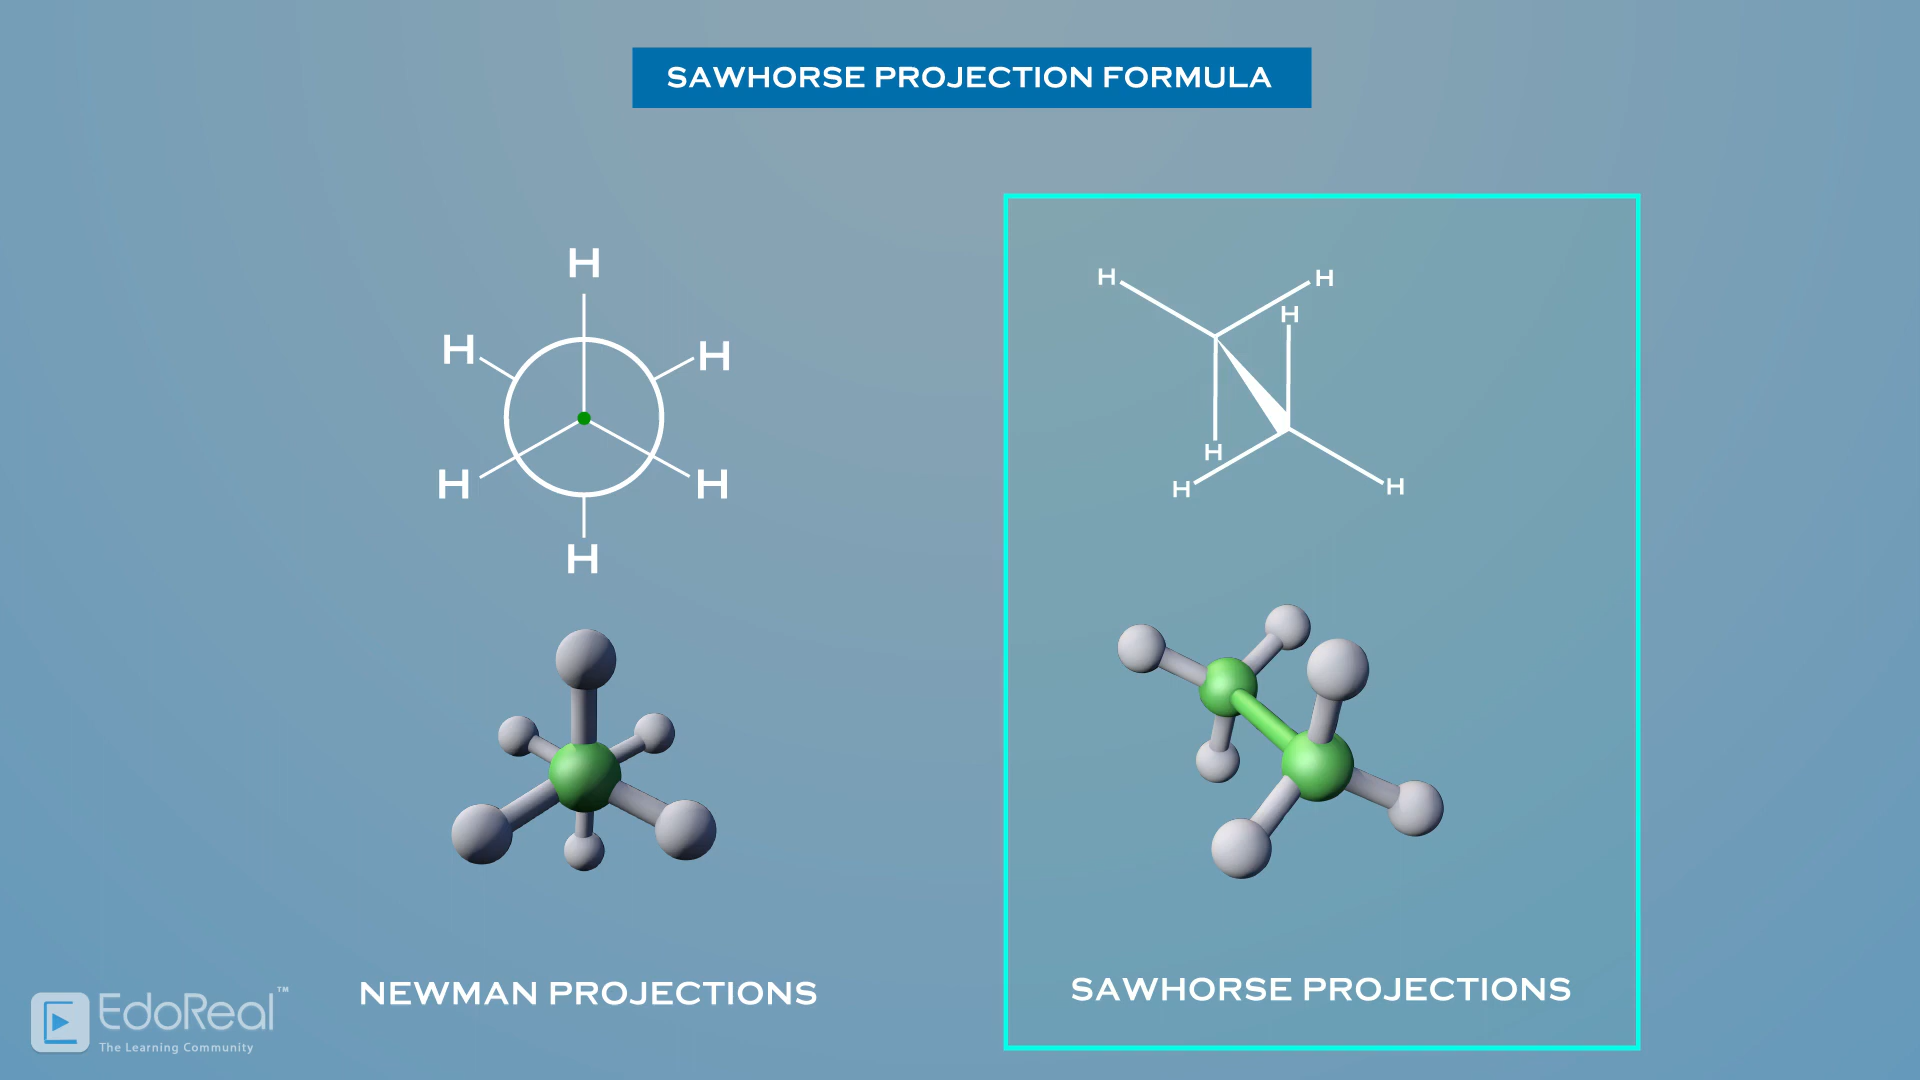 SAWHORSE PROJECTION FORMULA
H
H
H
H
H
H
H
H
H
H
H
H
NEWMAN PROJECTIONS
SAWHORSE PROJECTIONS
EdoReal™
The Learning Community